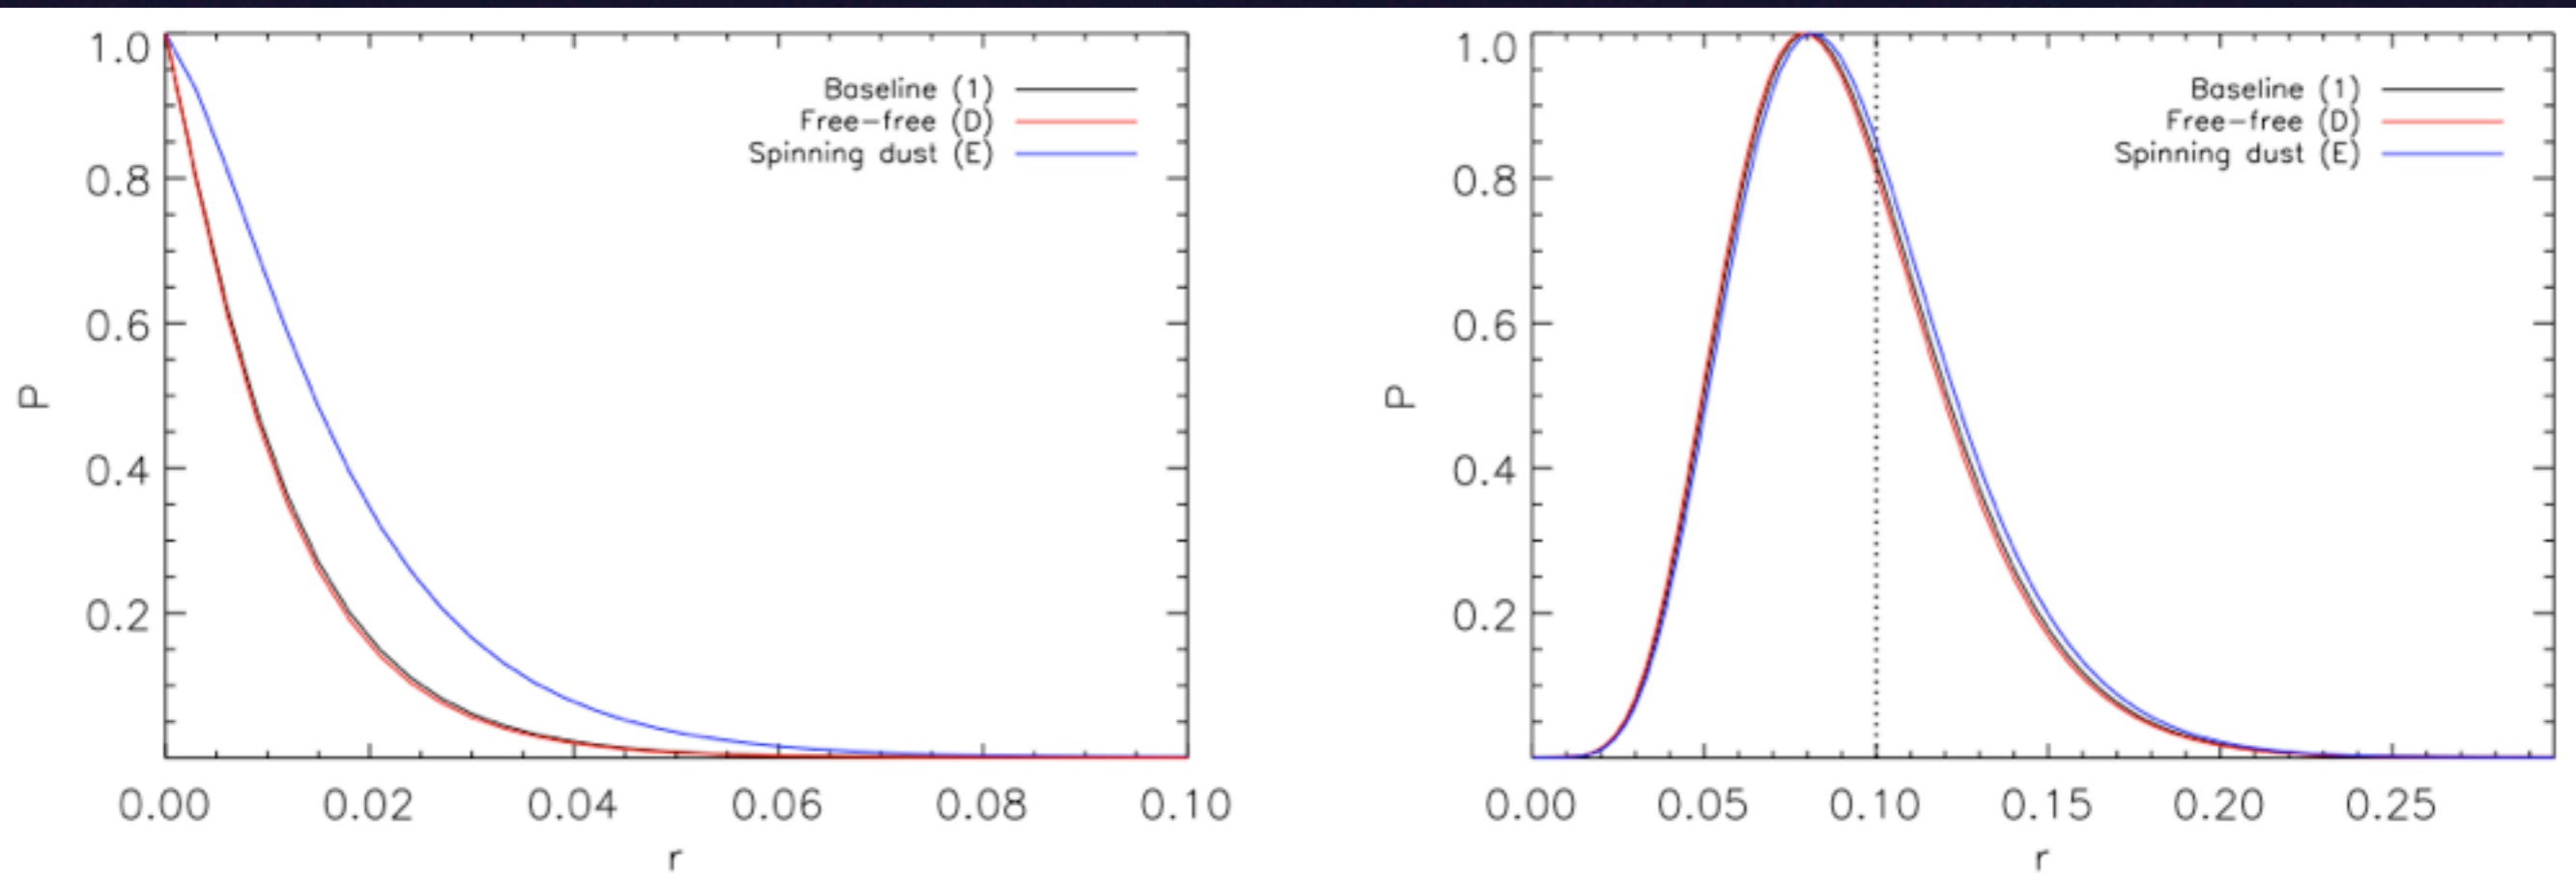 1.0
0.8
0.6
0.4
0.2
P
Baseline (1)
Free-free (D)
Spinning dust (E)
0.00 0.02 0.04 0.06 0.08 0.10
r
1.0
0.8
0.6
0.4
0.2
P
Baseline (1)
Free-free (D)
Spinning dust (E)
0.00 0.05 0.10 0.15 0.20 0.25
r